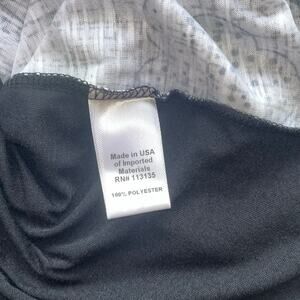 Made in USA
of Imported
Materials
RN# 113135
100% POLYESTER